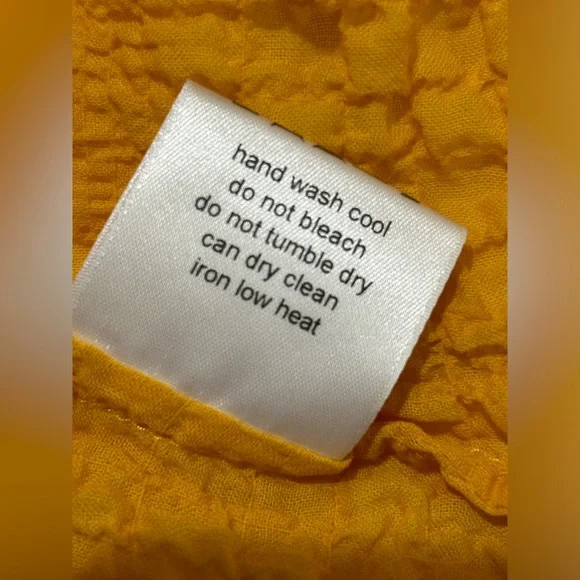 hand wash cool
do not bleach
do not tumble dry
can dry clean
iron low heat